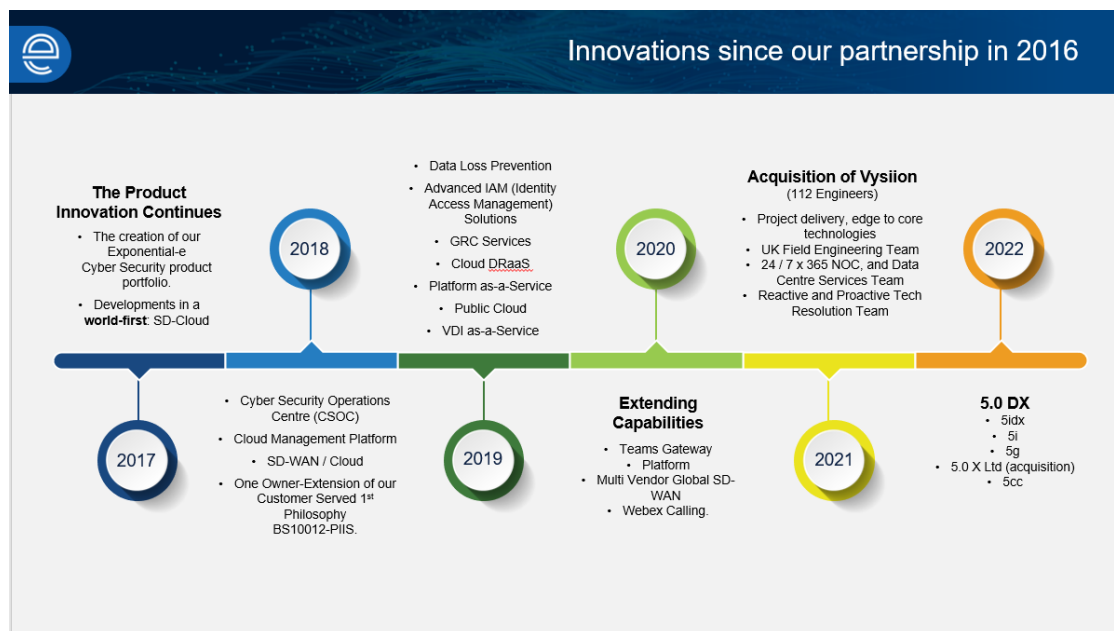 Innovations since our partnership in 2016
The Product
Innovation Continues
• The creation of our
Exponential-e
Cyber Security product
portfolio.
• Developments in a
world-first: SD-Cloud
2017
2018
• Cyber Security Operations
Centre (CSOC)
• Cloud Management Platform
• SD-WAN / Cloud
• One Owner-Extension of our
Customer Served 1st
Philosophy
BS10012-PIIS.
• Data Loss Prevention
• Advanced IAM (Identity
Access Management)
Solutions
• GRC Services
• Cloud DRaaS
• Platform as-a-Service
• Public Cloud
• VDI as-a-Service
2019
2020
Extending
Capabilities
• Teams Gateway
• Platform
• Multi Vendor Global SD-
WAN
• Webex Calling.
Acquisition of Vysiion
(112 Engineers)
• Project delivery, edge to core
technologies
• UK Field Engineering Team
• 24 / 7 x 365 NOC, and Data
Centre Services Team
• Reactive and Proactive Tech
Resolution Team
2021
2022
5.0 DX
• 5idx
• 5i
• 5g
• 5.0 X Ltd (acquisition)
• 5cc